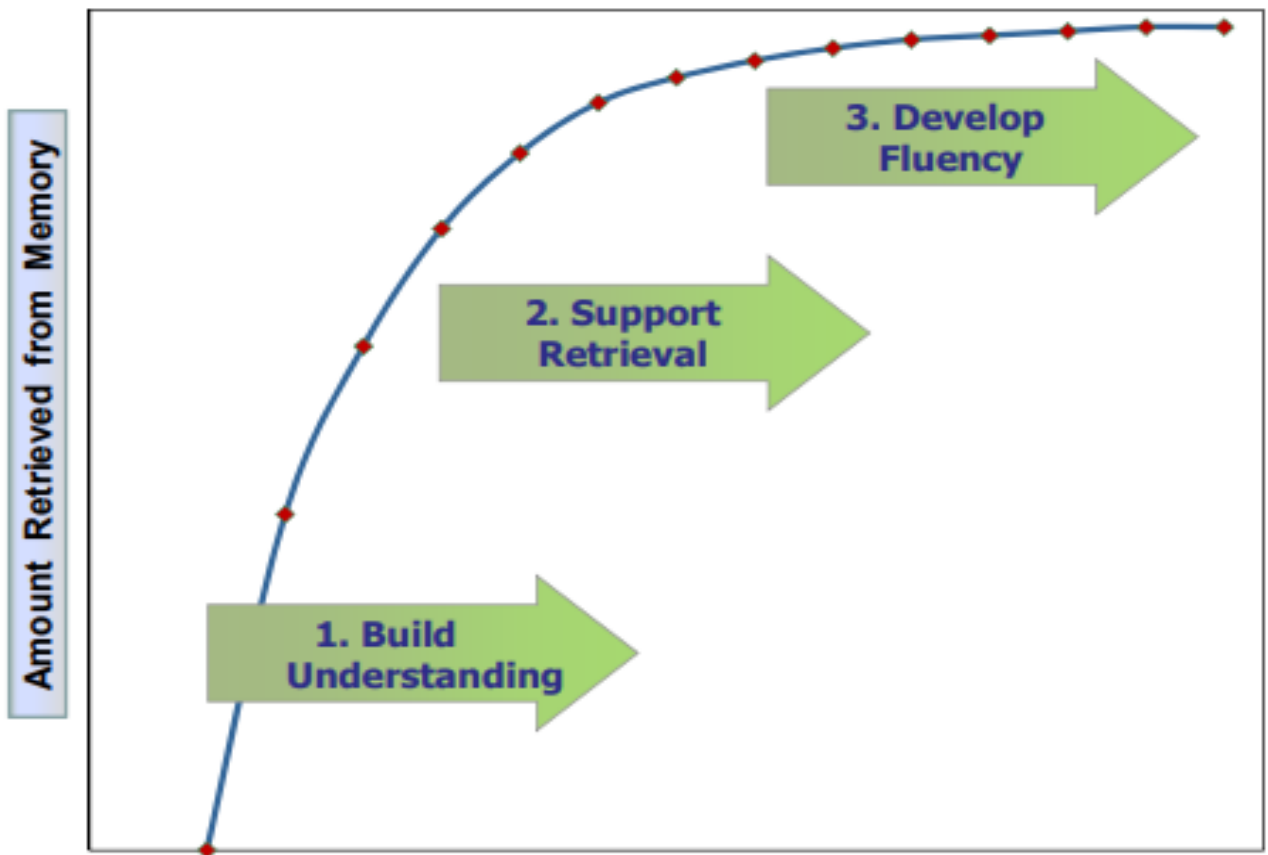 Amount Retrieved from Memory
3. Develop
Fluency
2. Support
Retrieval
1. Build
Understanding